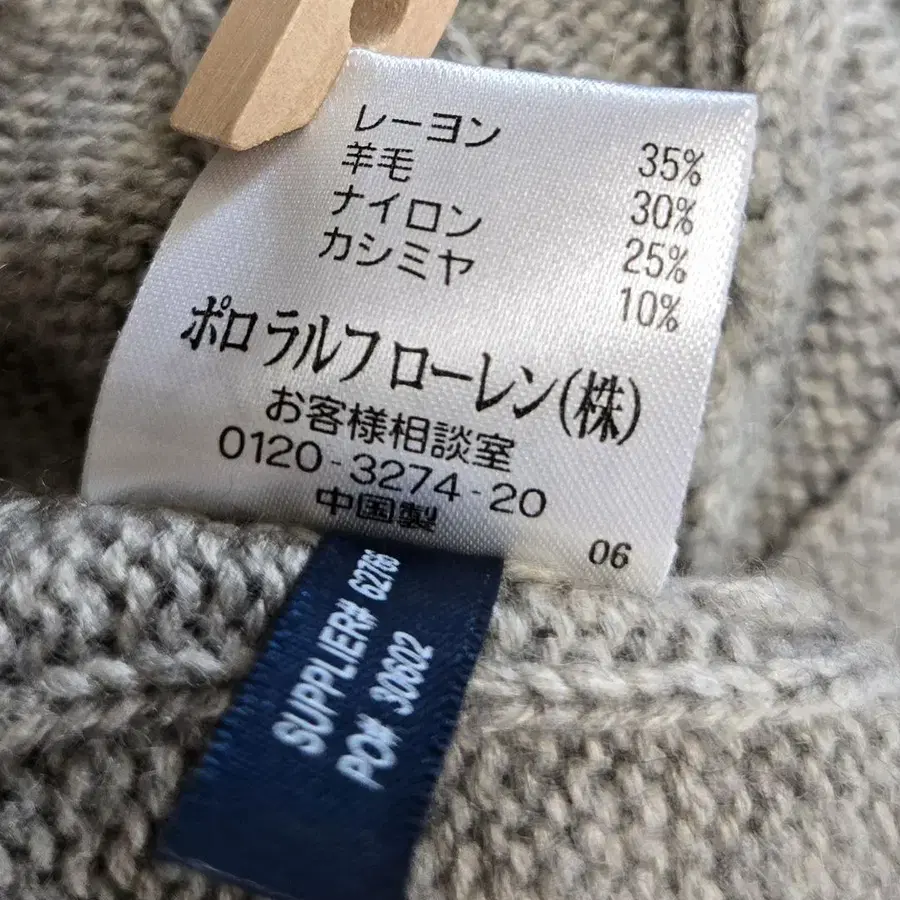 レーヨン 35%
羊毛 30%
ナイロン 25%
カシミヤ 10%
ポロ ラルフ ローレン(株)
お客様相談室
0120-3274-20
中国製
06
SUPPLIER#
PO# 30602